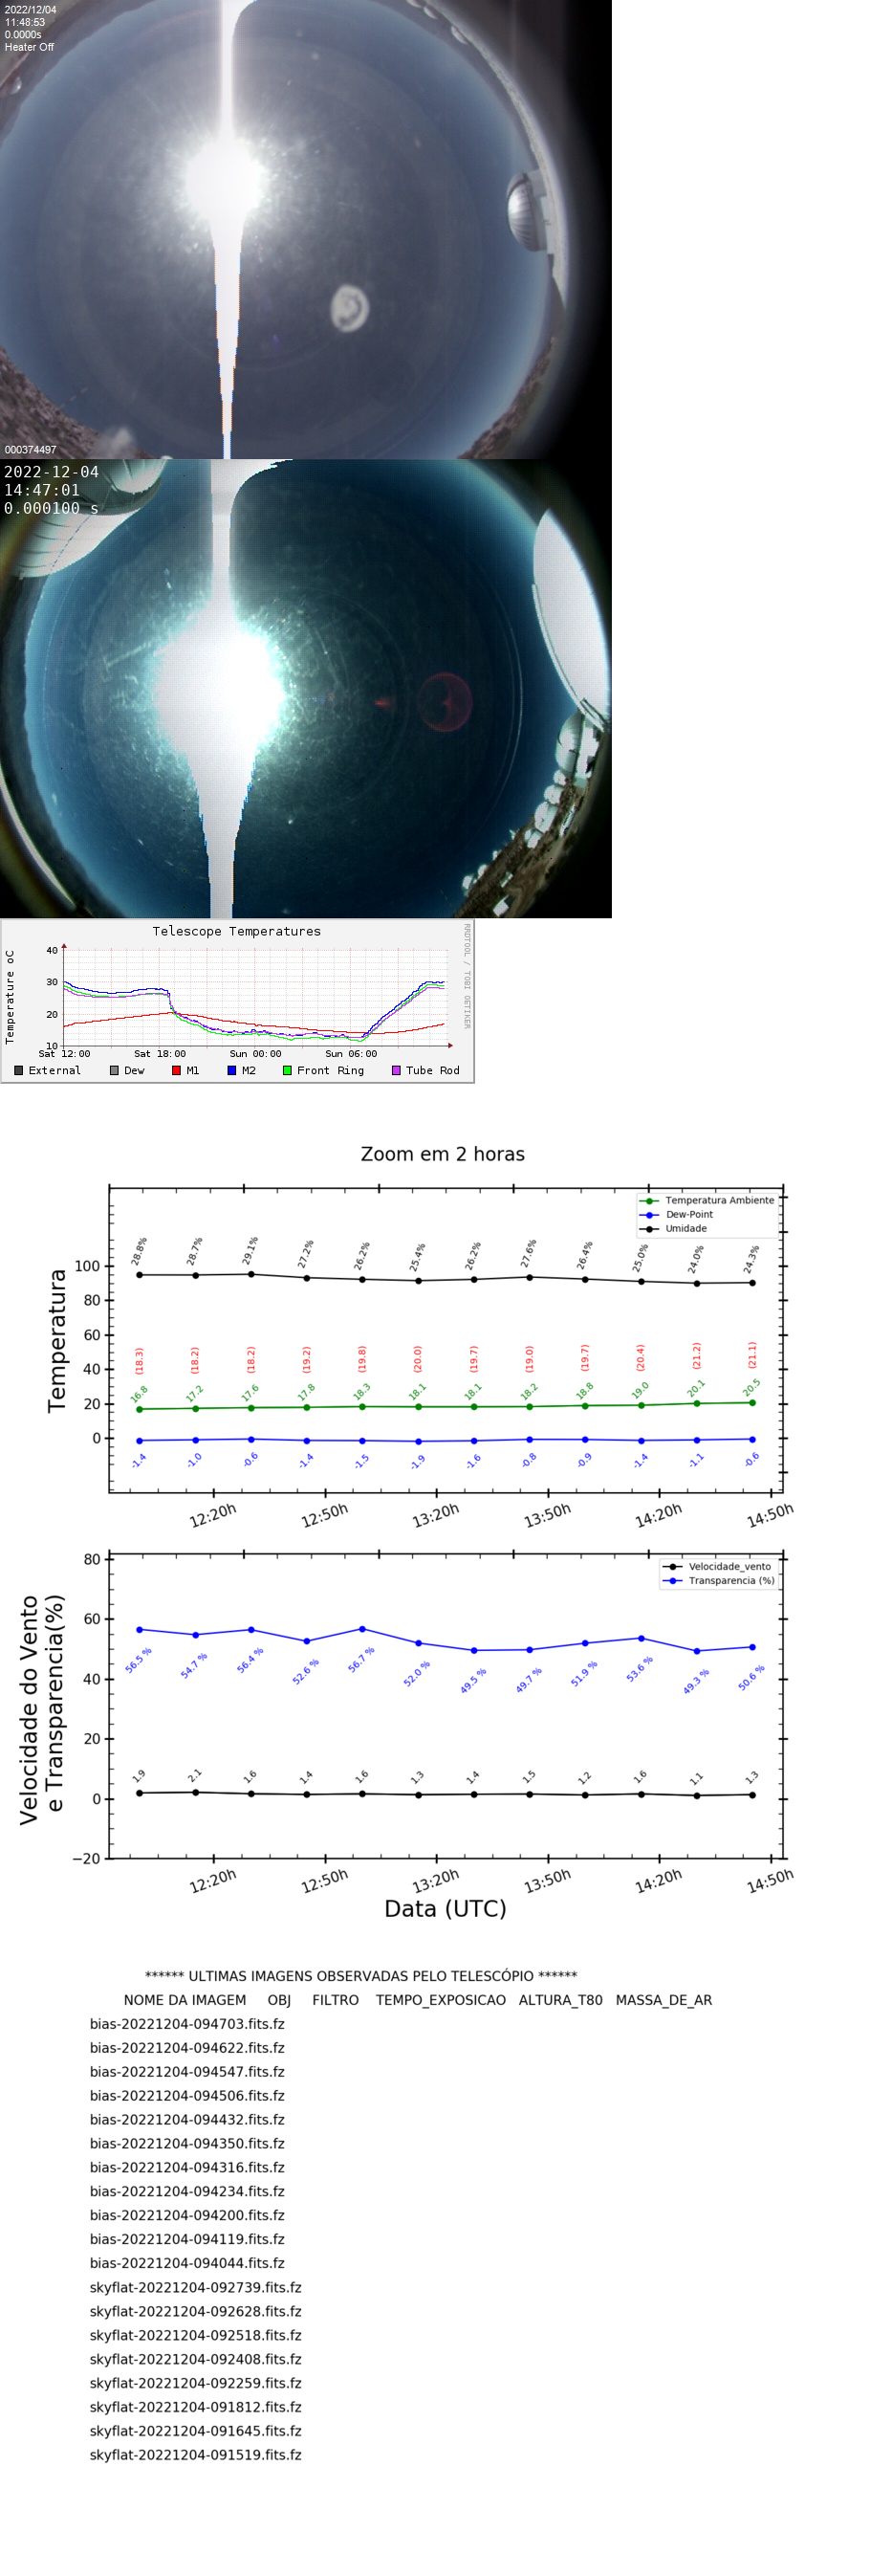 2022/12/04
11:48:53
0.0000s
Heater Off
000374497
2022-12-04
14:47:01
0.000100 s
Telescope Temperatures
RRDTOOL / TOBI OETIKER
Temperature oC
40
30
20
10
Sat 12:00 Sat 18:00 Sun 00:00 Sun 06:00
External Dew M1 M2 Front Ring Tube Rod
Zoom em 2 horas
Temperatura Ambiente
Dew-Point
Umidade
Temperatura
100
80
60
40
20
0
28.8% 28.7% 29.1% 27.2% 26.2% 25.4% 26.2% 27.6% 26.4% 25.0% 24.0% 24.3%
(18.3) (18.2) (18.2) (19.2) (19.8) (20.0) (19.7) (19.0) (19.7) (20.4) (21.2) (21.1)
16.8 17.2 17.6 17.8 18.3 18.1 18.1 18.2 18.8 19.0 20.1 20.5
-1.4 -1.0 -0.6 -1.4 -1.5 -1.9 -1.6 -0.8 -0.9 -1.4 -1.1 -0.6
12:20h 12:50h 13:20h 13:50h 14:20h 14:50h
Velocidade_vento
Transparencia (%)
Velocidade do Vento
e Transparencia(%)
80
60
40
20
0
−20
56.5 % 54.7 % 56.4 % 52.6 % 56.7 % 52.0 % 49.5 % 49.7 % 51.9 % 53.6 % 49.3 % 50.6 %
1.9 2.1 1.6 1.4 1.6 1.3 1.4 1.5 1.2 1.6 1.1 1.3
12:20h 12:50h 13:20h 13:50h 14:20h 14:50h
Data (UTC)
****** ULTIMAS IMAGENS OBSERVADAS PELO TELESCÓPIO ******
NOME DA IMAGEM OBJ FILTRO TEMPO_EXPOSICAO ALTURA_T80 MASSA_DE_AR
bias-20221204-094703.fits.fz
bias-20221204-094622.fits.fz
bias-20221204-094547.fits.fz
bias-20221204-094506.fits.fz
bias-20221204-094432.fits.fz
bias-20221204-094350.fits.fz
bias-20221204-094316.fits.fz
bias-20221204-094234.fits.fz
bias-20221204-094200.fits.fz
bias-20221204-094119.fits.fz
bias-20221204-094044.fits.fz
skyflat-20221204-092739.fits.fz
skyflat-20221204-092628.fits.fz
skyflat-20221204-092518.fits.fz
skyflat-20221204-092408.fits.fz
skyflat-20221204-092259.fits.fz
skyflat-20221204-091812.fits.fz
skyflat-20221204-091645.fits.fz
skyflat-20221204-091519.fits.fz